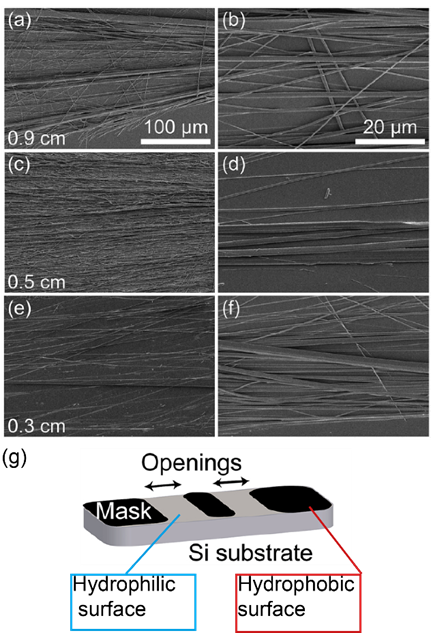 (a)
(b)
0.9 cm
100 µm
20 µm
(c)
(d)
0.5 cm
(e)
(f)
0.3 cm
(g)
Openings
Mask
Si substrate
Hydrophilic
surface
Hydrophobic
surface